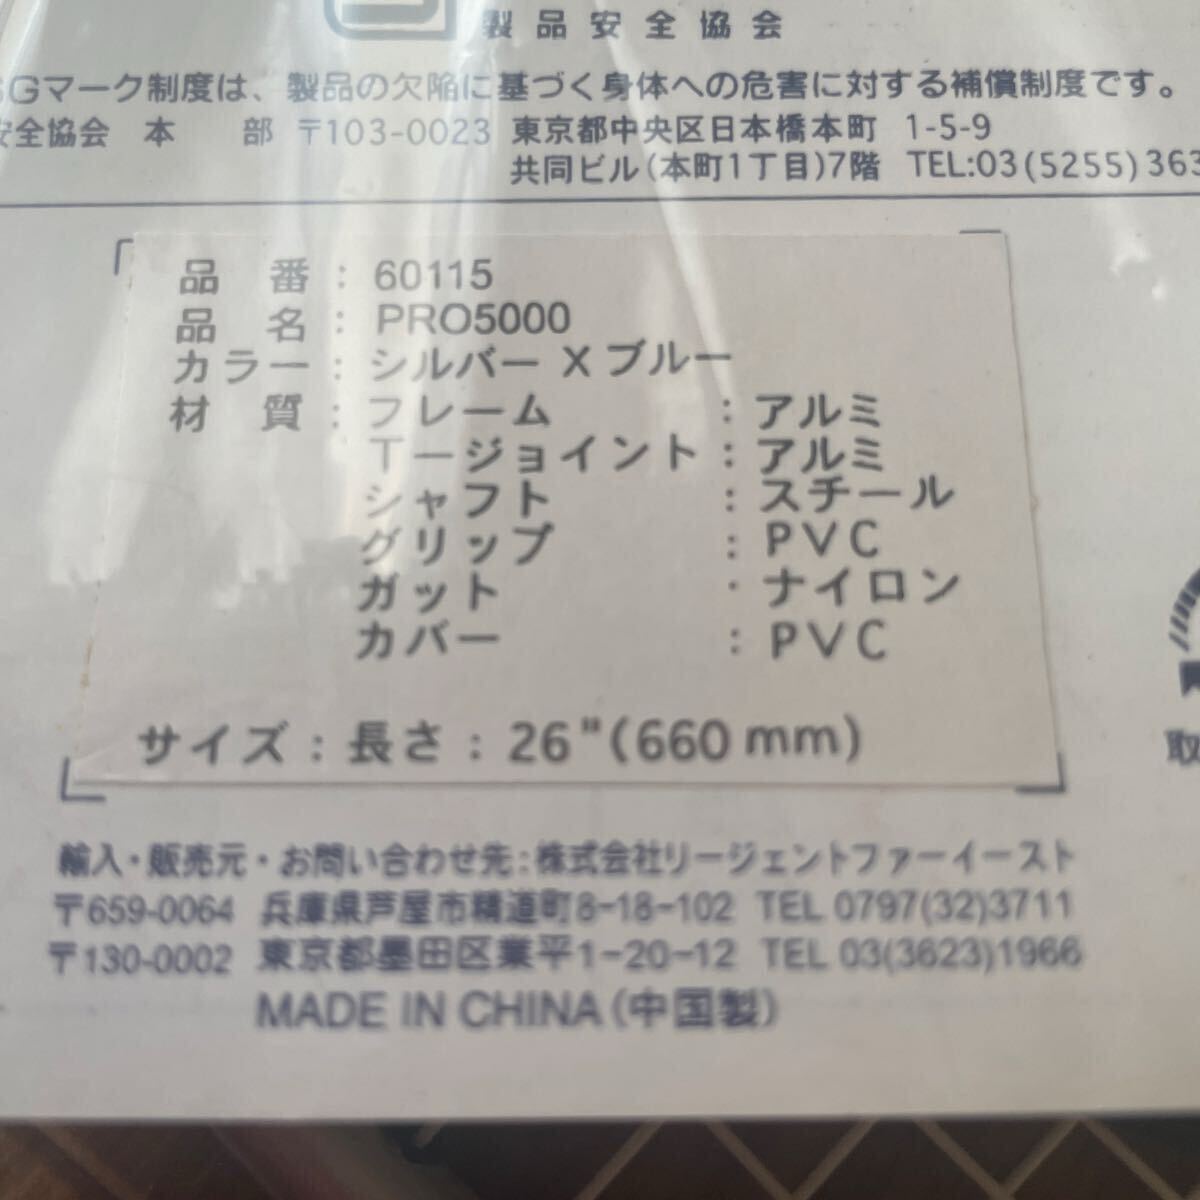 製品安全協会
SGマーク制度は、製品の欠陥に基づく身体への危害に対する補償制度です。
安全協会 本 部 〒103-0023 東京都中央区日本橋本町 1-5-9
共同ビル(本町1丁目)7階 TEL:03(5255)363
品 番 : 60115
品 名 : PRO5000
カラー : シルバー X ブルー
材 質 : フレーム : アルミ
T－ジョイント : アルミ
シャフト : スチール
グリップ : PVC
ガット : ナイロン
カバー : PVC
サイズ : 長さ : 26"(660mm)
取
輸入・販売元・お問い合わせ先:株式会社リージェントファーイースト
〒659-0064 兵庫県芦屋市精道町8-18-102 TEL 0797(32)3711
〒130-0002 東京都墨田区業平1-20-12 TEL 03(3623)1966
MADE IN CHINA(中国製)